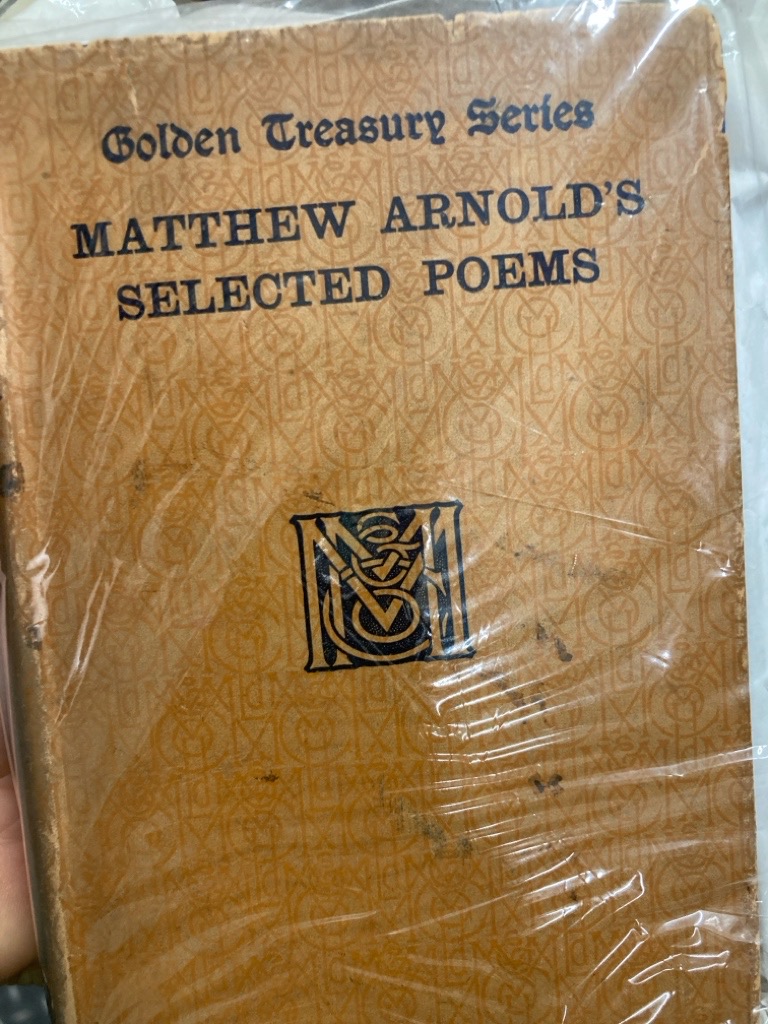 Golden Treasury Series
MATTHEW ARNOLD'S
SELECTED POEMS